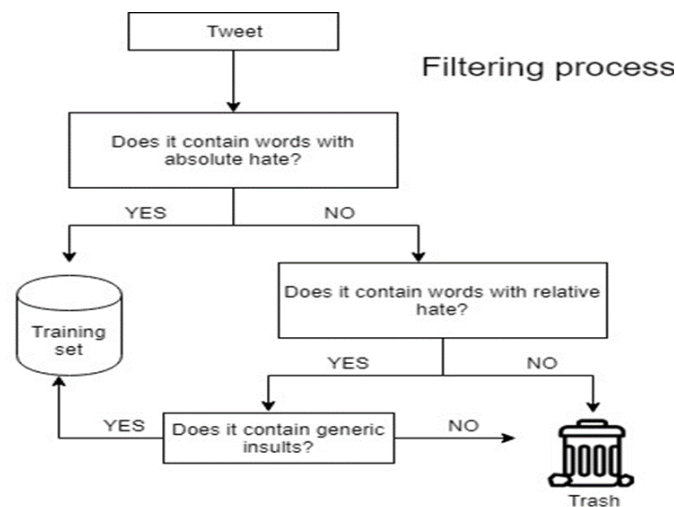 Tweet
Filtering process
Does it contain words with
absolute hate?
YES
NO
Training
set
Does it contain words with relative
hate?
YES
NO
YES
Does it contain generic
insults?
NO
Trash